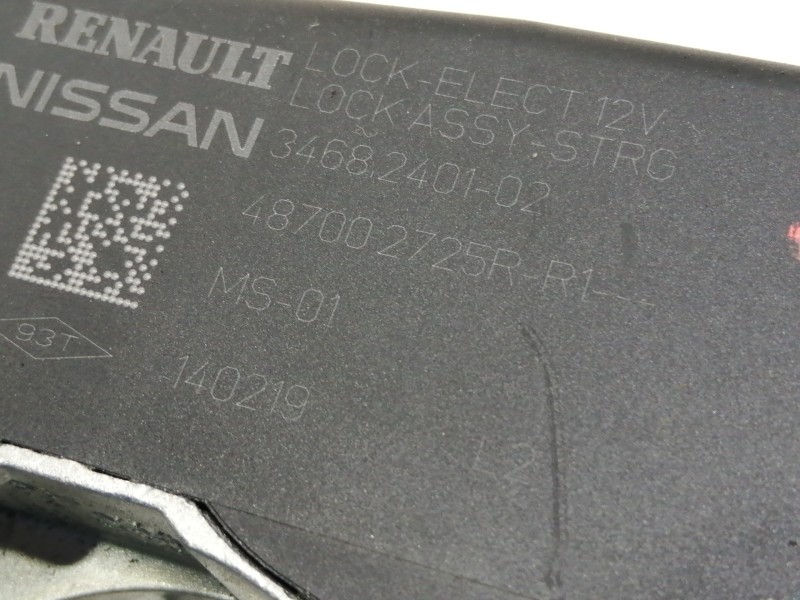 RENAULT
NISSAN
LOCK-ELECT 12V
LOCK ASSY-STRG
3468.2401-02
48700 2725R-R1---
MS-01
93T
140219
L2